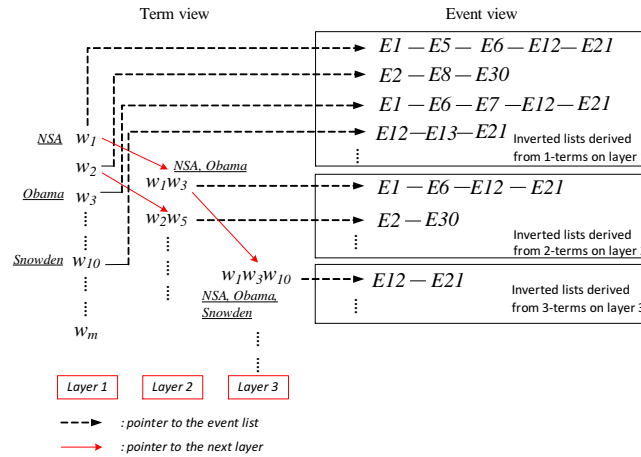 Term view
Event view
E1 — E5 — E6 — E12 — E21
E2 — E8 — E30
E1 — E6 — E7 — E12 — E21
E12 — E13 — E21
Inverted lists derived
from 1-terms on layer
NSA w1
w2
Obama w3
Snowden w10
wm
NSA, Obama
w1w3
w2w5
E1 — E6 — E12 — E21
E2 — E30
Inverted lists derived
from 2-terms on layer
w1w3w10
NSA, Obama,
Snowden
E12 — E21
Inverted lists derived
from 3-terms on layer 3
Layer 1
Layer 2
Layer 3
: pointer to the event list
: pointer to the next layer